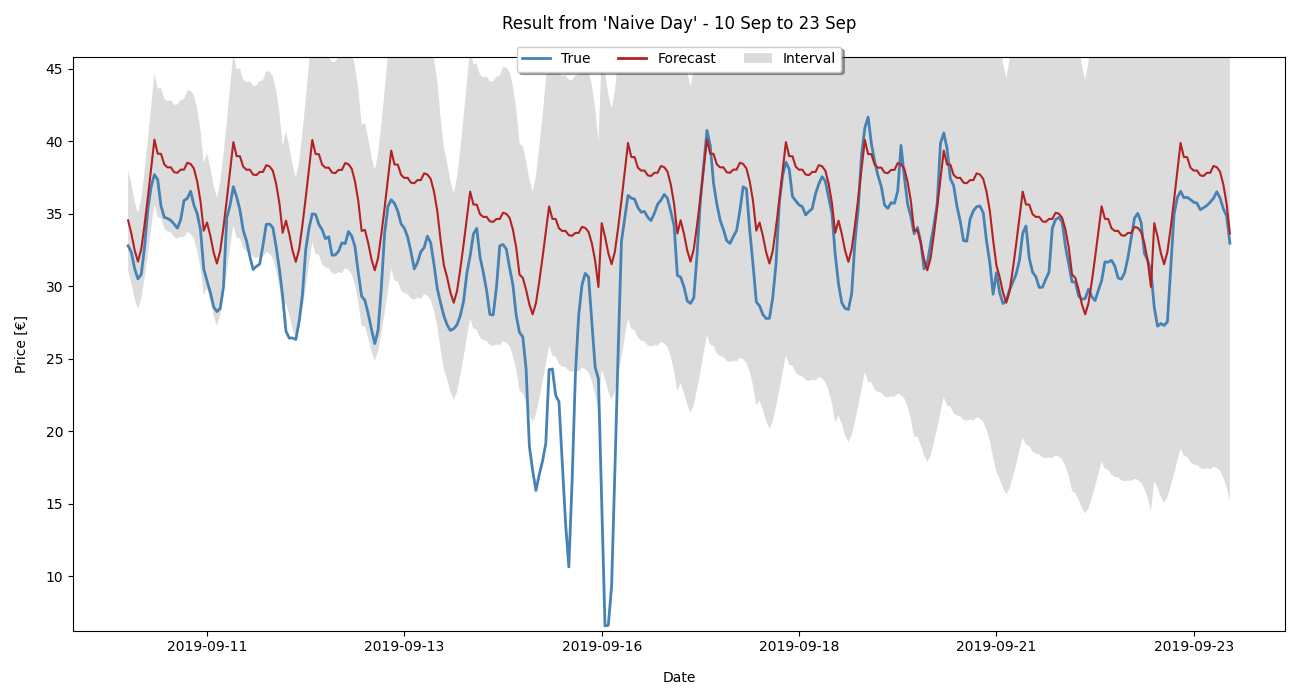 Result from 'Naive Day' - 10 Sep to 23 Sep
True Forecast Interval
45
40
35
30
25
20
15
10
Price [€]
2019-09-11 2019-09-13 2019-09-16 2019-09-18 2019-09-21 2019-09-23
Date